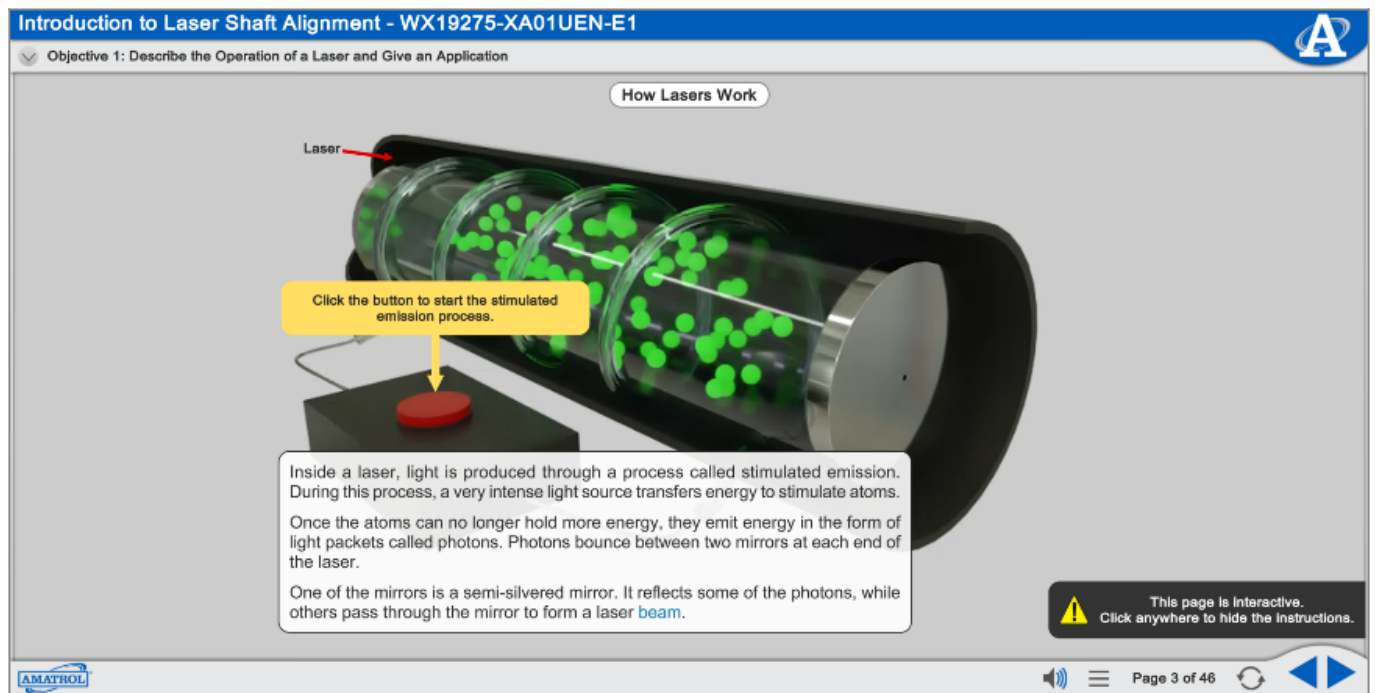 Introduction to Laser Shaft Alignment - WX19275-XA01UEN-E1
A
Objective 1: Describe the Operation of a Laser and Give an Application
How Lasers Work
Laser
Click the button to start the stimulated
emission process.
Inside a laser, light is produced through a process called stimulated emission.
During this process, a very intense light source transfers energy to stimulate atoms.
Once the atoms can no longer hold more energy, they emit energy in the form of
light packets called photons. Photons bounce between two mirrors at each end of
the laser.
One of the mirrors is a semi-silvered mirror. It reflects some of the photons, while
others pass through the mirror to form a laser beam.
This page is interactive.
Click anywhere to hide the instructions.
AMATROL
Page 3 of 46